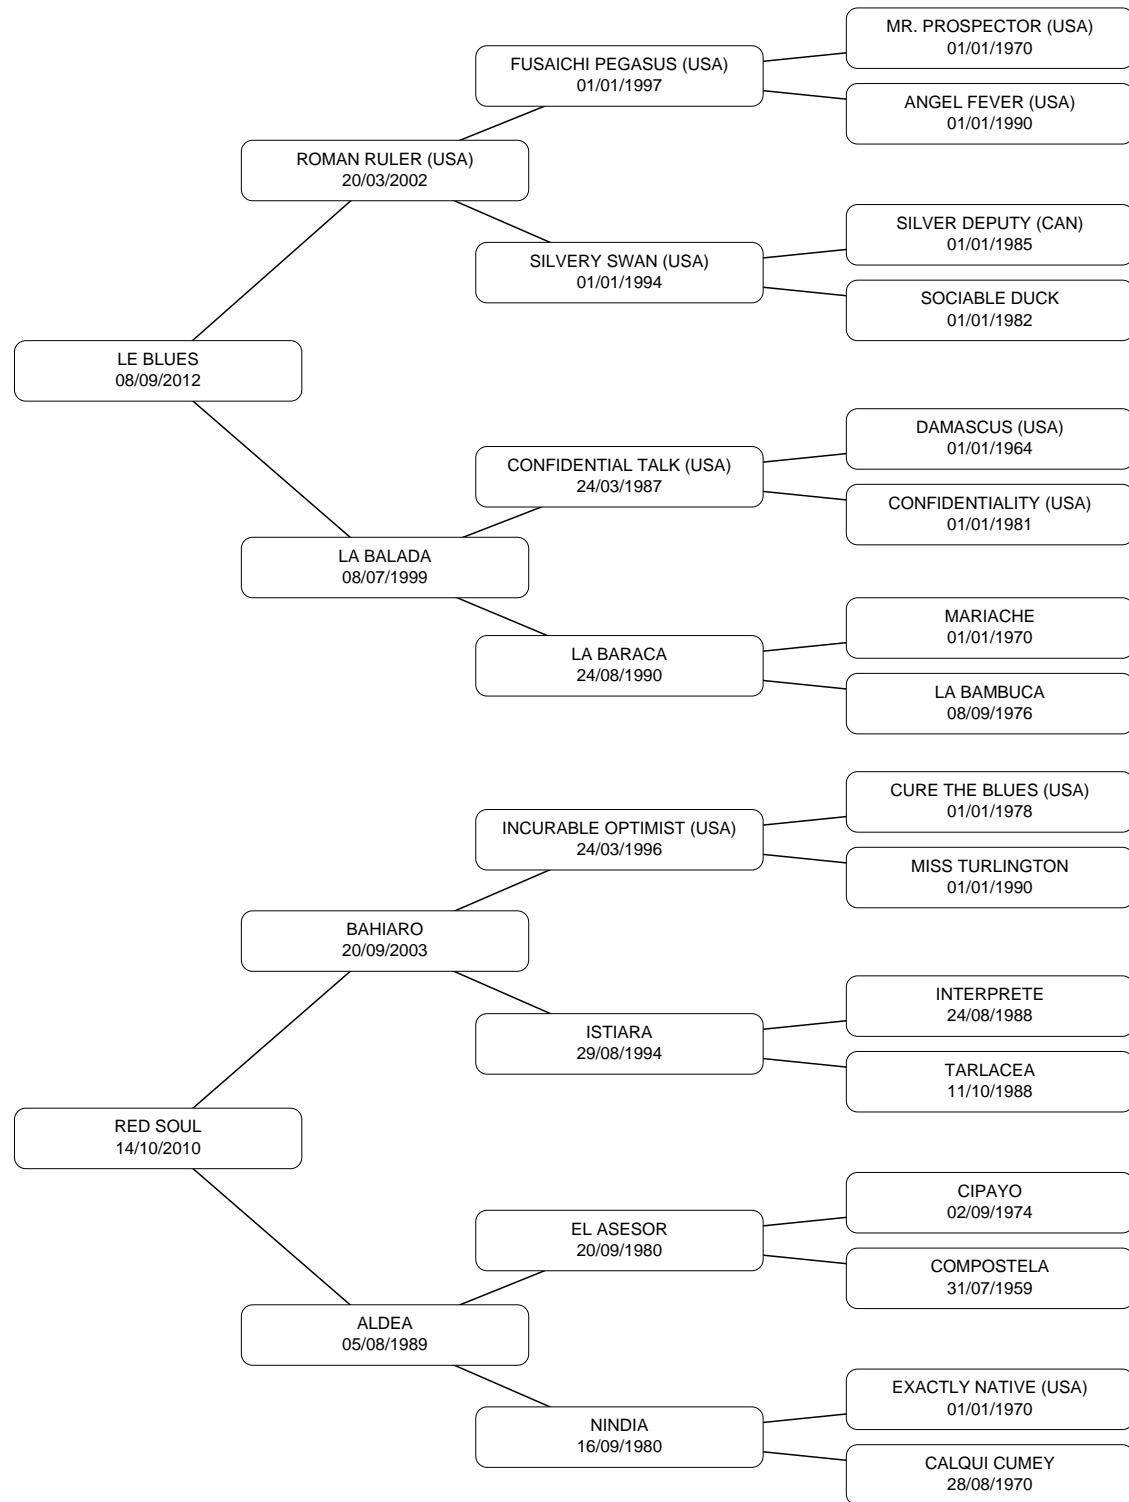 MR. PROSPECTOR (USA)
01/01/1970
FUSAICHI PEGASUS (USA)
01/01/1997
ANGEL FEVER (USA)
01/01/1990
ROMAN RULER (USA)
20/03/2002
SILVER DEPUTY (CAN)
01/01/1985
SILVERY SWAN (USA)
01/01/1994
SOCIABLE DUCK
01/01/1982
LE BLUES
08/09/2012
DAMASCUS (USA)
01/01/1964
CONFIDENTIAL TALK (USA)
24/03/1987
CONFIDENTIALITY (USA)
01/01/1981
LA BALADA
08/07/1999
MARIACHE
01/01/1970
LA BARACA
24/08/1990
LA BAMBUCA
08/09/1976
CURE THE BLUES (USA)
01/01/1978
INCURABLE OPTIMIST (USA)
24/03/1996
MISS TURLINGTON
01/01/1990
BAHIARO
20/09/2003
INTERPRETE
24/08/1988
ISTIARA
29/08/1994
TARLACEA
11/10/1988
RED SOUL
14/10/2010
CIPAYO
02/09/1974
EL ASESOR
20/09/1980
COMPOSTELA
31/07/1959
ALDEA
05/08/1989
EXACTLY NATIVE (USA)
01/01/1970
NINDIA
16/09/1980
CALQUI CUMEY
28/08/1970